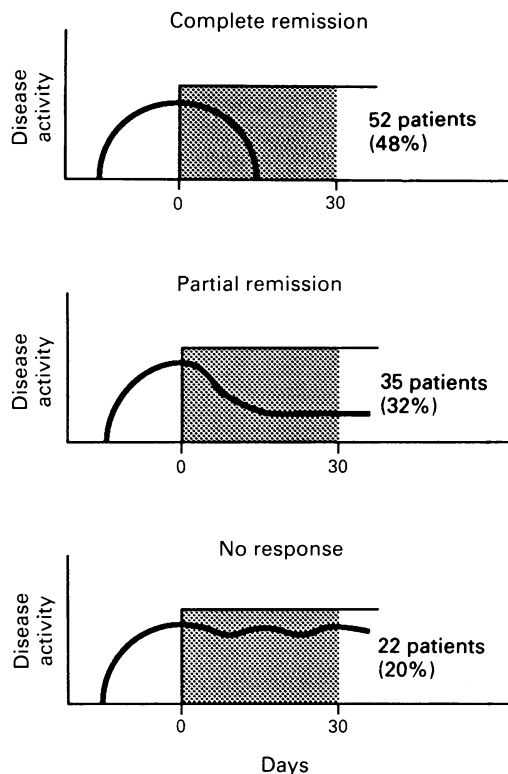 Complete remission
Disease
activity
52 patients
(48%)
0
30
Partial remission
Disease
activity
35 patients
(32%)
0
30
No response
Disease
activity
22 patients
(20%)
0
30
Days